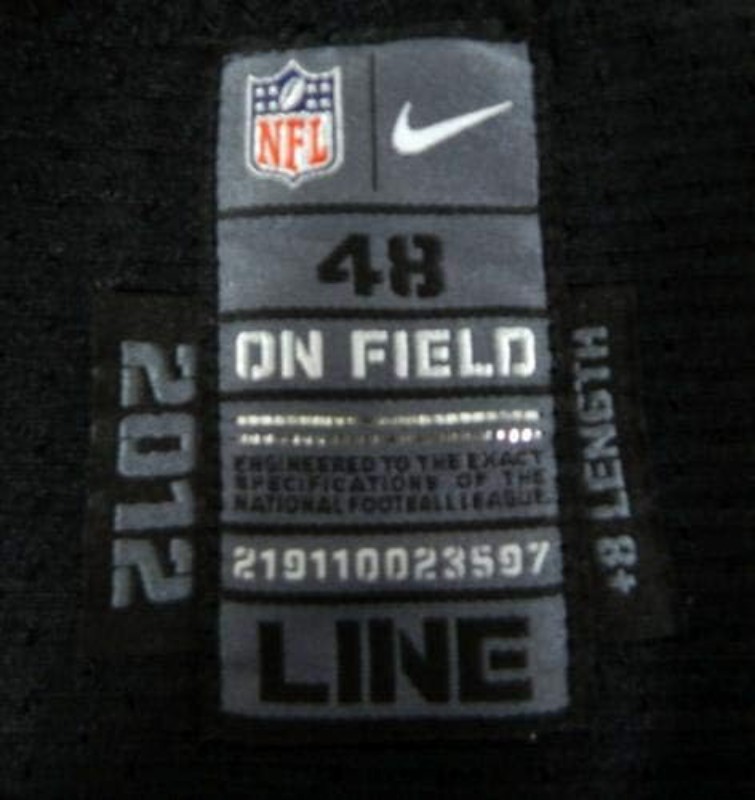 NFL
48
ON FIELD
ENGINEERED TO THE EXACT
SPECIFICATIONS OF THE
NATIONAL FOOTBALL LEAGUE
219110023597
LINE
2012
+8 LENGTH